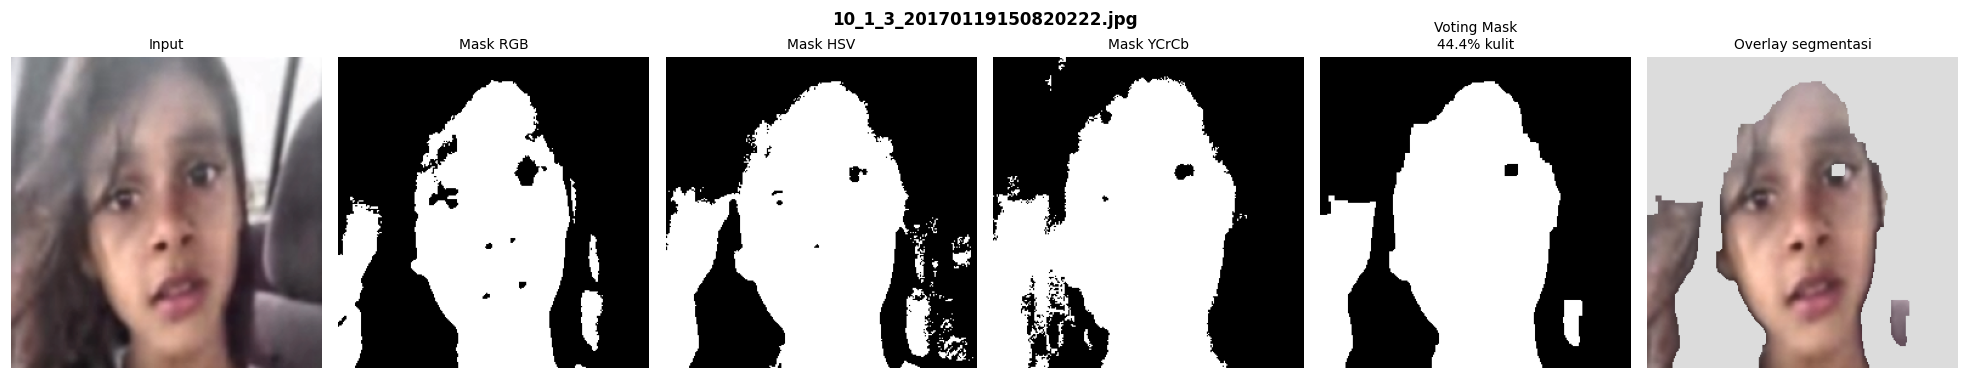 10_1_3_20170119150820222.jpg
Input
Mask RGB
Mask HSV
Mask YCrCb
Voting Mask
44.4% kulit
Overlay segmentasi